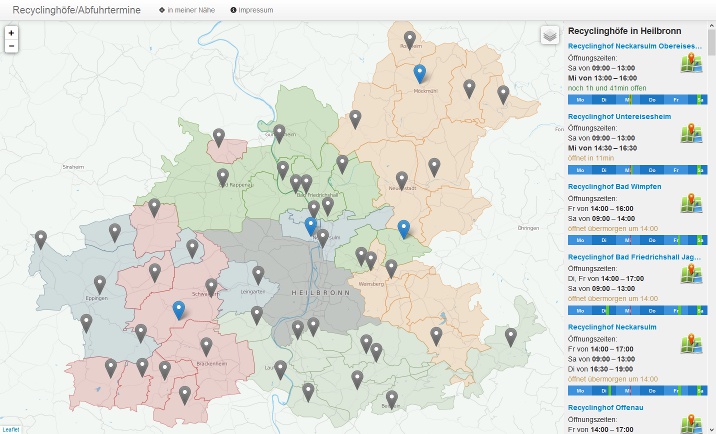 Recyclinghöfe/Abfuhrtermine
in meiner Nähe
Impressum
+
−
Möckmühl
Sinsheim
Bad Rappenau
Bad Friedrichshall
Öhringen
Eppingen
Leingarten
HEILBRONN
Weinsberg
Brackenheim
Leaflet
Recyclinghöfe in Heilbronn
Recyclinghof Neckarsulm Obereises...
Öffnungszeiten:
Sa von 09:00 – 13:00
Mi von 13:00 – 16:00
noch 1h und 41min offen
Mo Di Mi Do Fr Sa
Recyclinghof Untereisesheim
Öffnungszeiten:
Sa von 09:00 – 13:00
Mi von 14:30 – 16:30
öffnet in 11min
Mo Di Mi Do Fr Sa
Recyclinghof Bad Wimpfen
Öffnungszeiten:
Fr von 14:00 – 16:00
Sa von 09:00 – 14:00
öffnet übermorgen um 14:00
Mo Di Mi Do Fr Sa
Recyclinghof Bad Friedrichshall Jag...
Öffnungszeiten:
Di, Fr von 14:00 – 17:00
Sa von 09:00 – 13:00
öffnet übermorgen um 14:00
Mo Di Mi Do Fr Sa
Recyclinghof Neckarsulm
Öffnungszeiten:
Fr von 14:00 – 17:00
Sa von 09:00 – 13:00
Di von 16:30 – 19:00
öffnet übermorgen um 14:00
Mo Di Mi Do Fr Sa
Recyclinghof Offenau
Öffnungszeiten:
Fr von 14:00 – 17:00